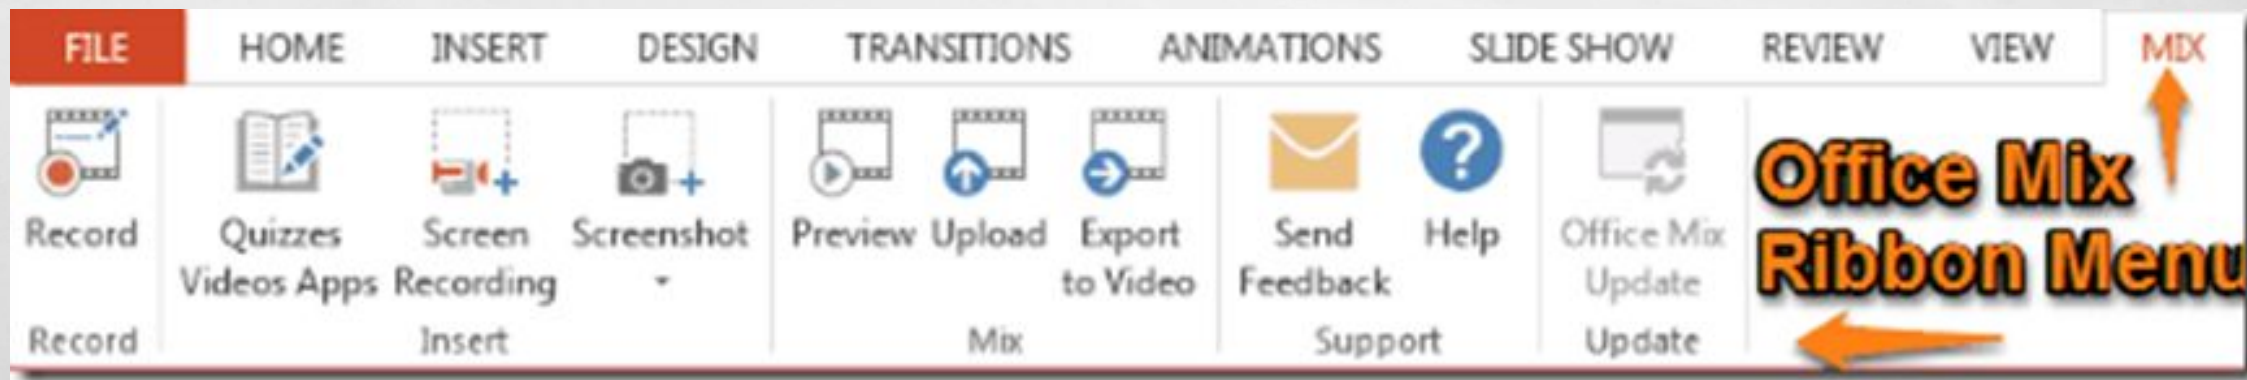 FILE HOME INSERT DESIGN TRANSITIONS ANIMATIONS SLIDE SHOW REVIEW VIEW MIX
Record
Quizzes
Videos Apps
Screen
Recording
Screenshot
Preview
Upload
Export
to Video
Send
Feedback
Help
Office Mix
Update
Record
Insert
Mix
Support
Update
Office Mix
Ribbon Menu